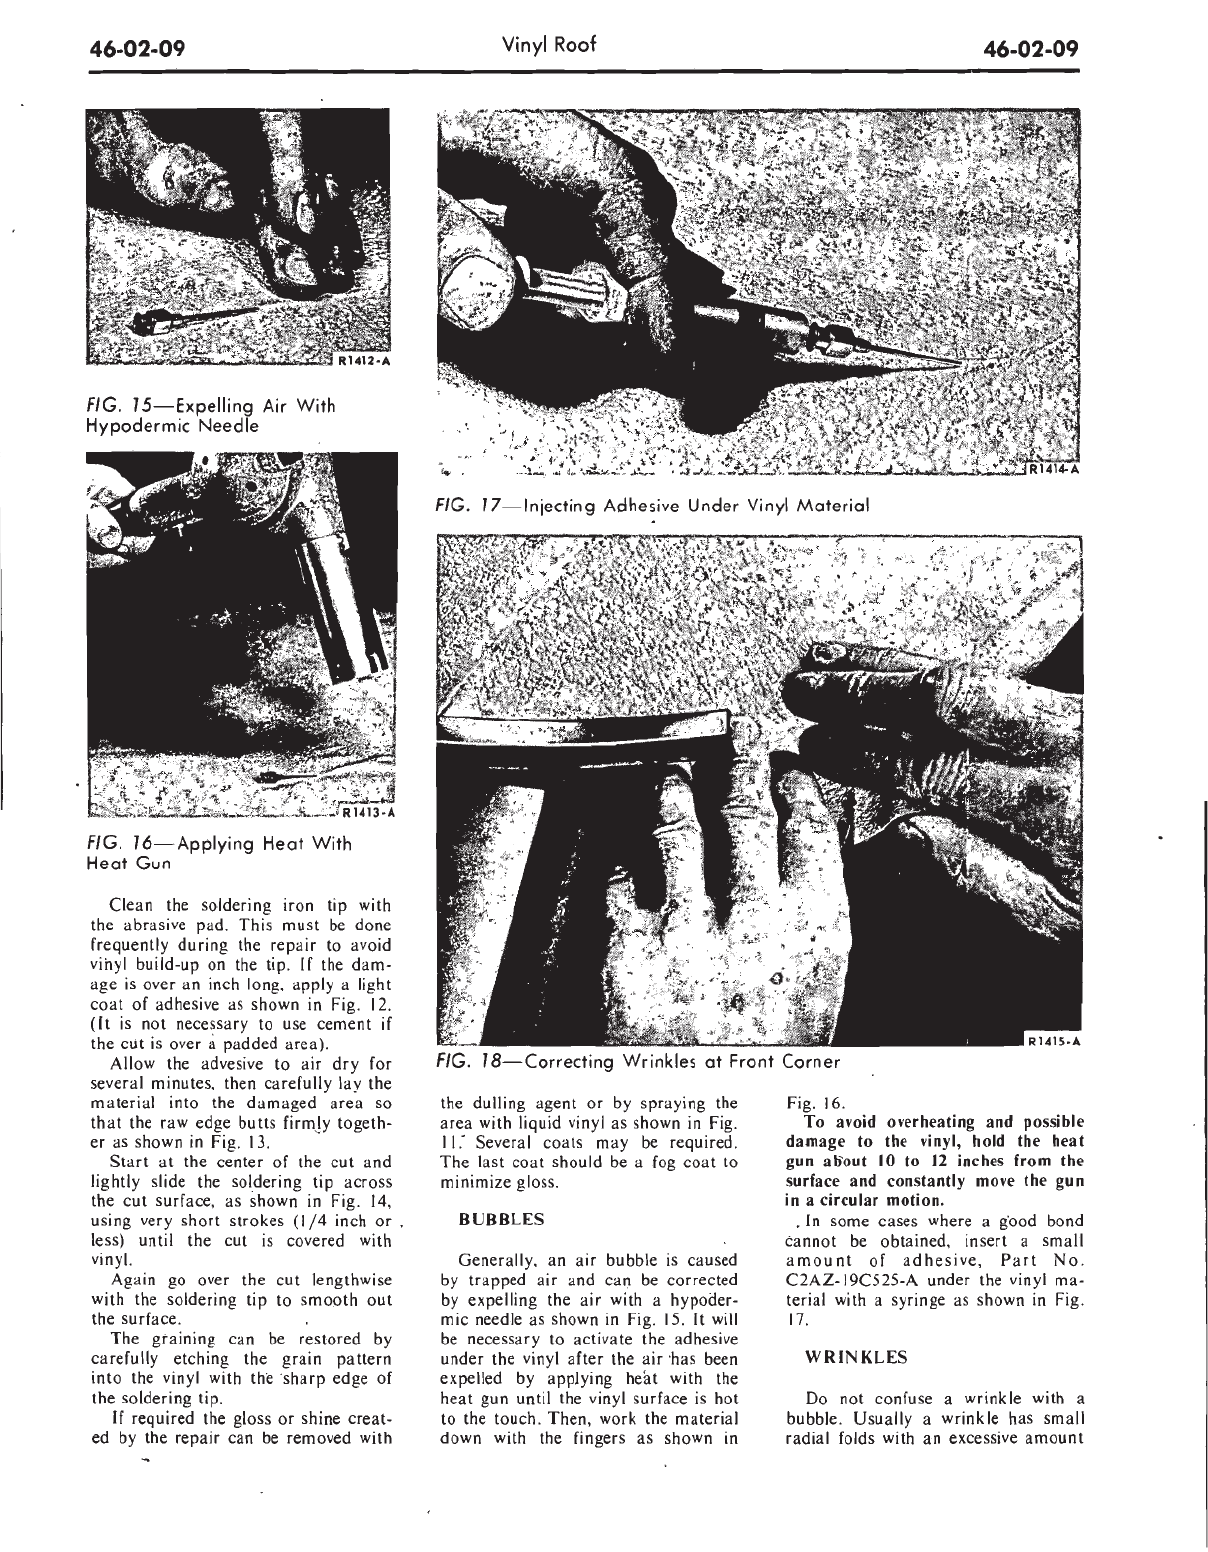 46-02-09
Vinyl Roof
46-02-09
R1412-A
FIG. 15—Expelling Air With
Hypodermic Needle
R1413-A
FIG. 16—Applying Heat With
Heat Gun
Clean the soldering iron tip with
the abrasive pad. This must be done
frequently during the repair to avoid
vinyl build-up on the tip. If the dam-
age is over an inch long, apply a light
coat of adhesive as shown in Fig. 12.
(It is not necessary to use cement if
the cut is over a padded area).
Allow the advesive to air dry for
several minutes, then carefully lay the
material into the damaged area so
that the raw edge butts firmly togeth-
er as shown in Fig. 13.
Start at the center of the cut and
lightly slide the soldering tip across
the cut surface, as shown in Fig. 14,
using very short strokes (1/4 inch or
less) until the cut is covered with
vinyl.
Again go over the cut lengthwise
with the soldering tip to smooth out
the surface.
The graining can be restored by
carefully etching the grain pattern
into the vinyl with the sharp edge of
the soldering tip.
If required the gloss or shine creat-
ed by the repair can be removed with
R1414-A
FIG. 17—Injecting Adhesive Under Vinyl Material
R1415-A
FIG. 18—Correcting Wrinkles at Front Corner
the dulling agent or by spraying the
area with liquid vinyl as shown in Fig.
11. Several coats may be required.
The last coat should be a fog coat to
minimize gloss.
BUBBLES
Generally, an air bubble is caused
by trapped air and can be corrected
by expelling the air with a hypoder-
mic needle as shown in Fig. 15. It will
be necessary to activate the adhesive
under the vinyl after the air has been
expelled by applying heat with the
heat gun until the vinyl surface is hot
to the touch. Then, work the material
down with the fingers as shown in
Fig. 16.
To avoid overheating and possible
damage to the vinyl, hold the heat
gun about 10 to 12 inches from the
surface and constantly move the gun
in a circular motion.
In some cases where a good bond
cannot be obtained, insert a small
amount of adhesive, Part No.
C2AZ-19C525-A under the vinyl ma-
terial with a syringe as shown in Fig.
17.
WRINKLES
Do not confuse a wrinkle with a
bubble. Usually a wrinkle has small
radial folds with an excessive amount